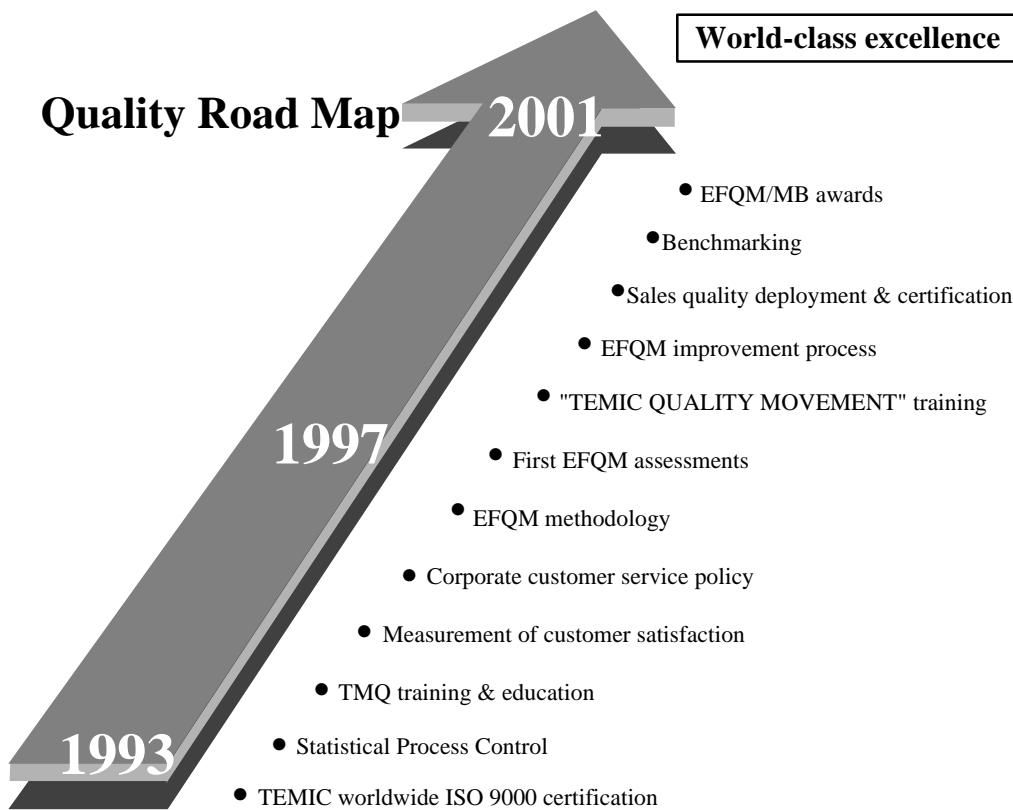 World-class excellence
Quality Road Map
2001
• EFQM/MB awards
• Benchmarking
• Sales quality deployment & certification
• EFQM improvement process
• "TEMIC QUALITY MOVEMENT" training
1997
• First EFQM assessments
• EFQM methodology
• Corporate customer service policy
• Measurement of customer satisfaction
• TMQ training & education
1993
• Statistical Process Control
• TEMIC worldwide ISO 9000 certification